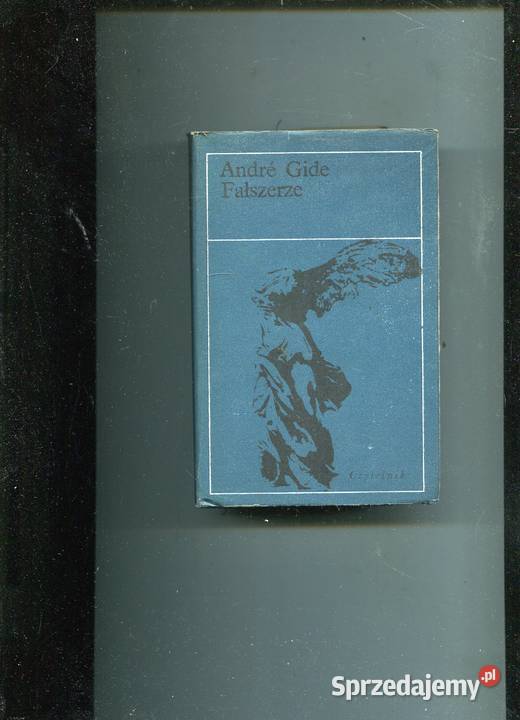 André Gide
Fałszerze
Czytelnik
Sprzedajemy.pl